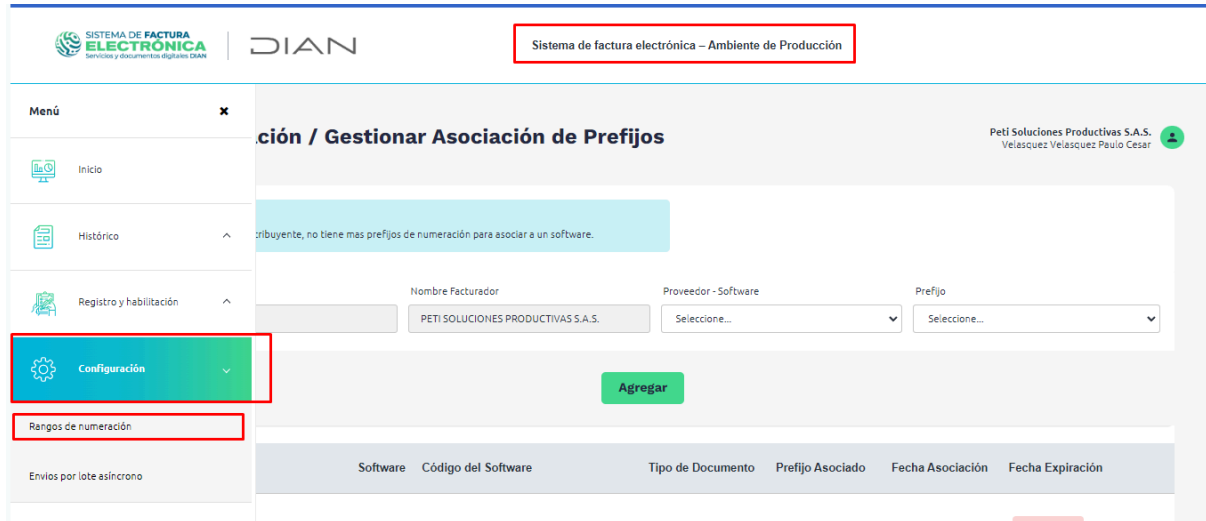 SISTEMA DE FACTURA
ELECTRÓNICA
Servicios y documentos digitales DIAN
DIAN
Sistema de factura electrónica – Ambiente de Producción
Menú
ción / Gestionar Asociación de Prefijos
Peti Soluciones Productivas S.A.S.
Velasquez Velasquez Paulo Cesar
Inicio
Histórico
tribuyente, no tiene mas prefijos de numeración para asociar a un software.
Registro y habilitación
Nombre Facturador
Proveedor - Software
Prefijo
PETI SOLUCIONES PRODUCTIVAS S.A.S.
Seleccione...
Seleccione...
Configuración
Agregar
Rangos de numeración
Envios por lote asíncrono
Software
Código del Software
Tipo de Documento
Prefijo Asociado
Fecha Asociación
Fecha Expiración